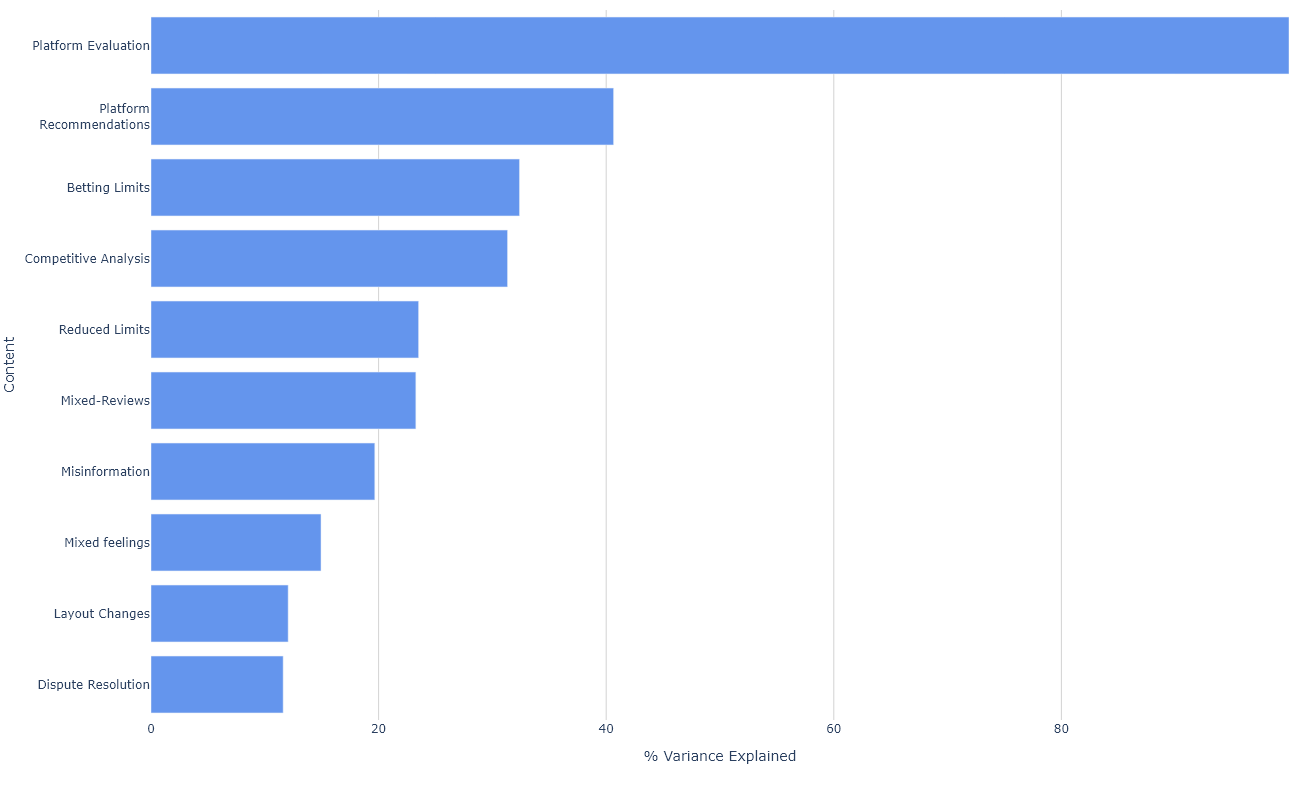 Platform Evaluation
Platform
Recommendations
Betting Limits
Competitive Analysis
Reduced Limits
Mixed-Reviews
Misinformation
Mixed feelings
Layout Changes
Dispute Resolution
Content
0 20 40 60 80
% Variance Explained